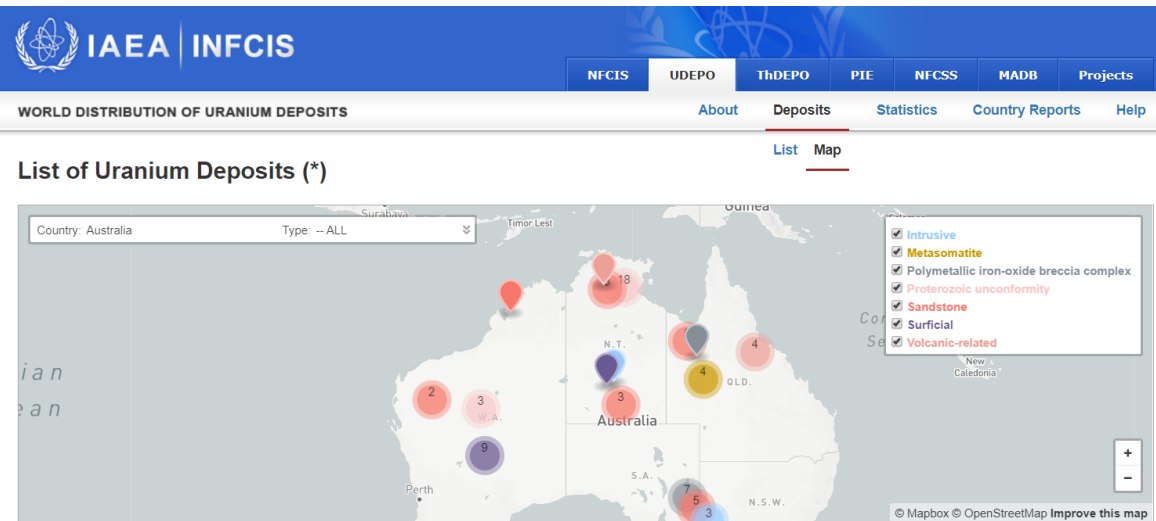 IAEA | INFCIS
NFCIS UDEPO ThDEPO PIE NFCSS MADB Projects
WORLD DISTRIBUTION OF URANIUM DEPOSITS
About Deposits Statistics Country Reports Help
List Map
List of Uranium Deposits (*)
Surabaya
Timor Lest
Guinea
Country: Australia Type: -- ALL
Intrusive
Metasomatite
Polymetallic iron-oxide breccia complex
Proterozoic unconformity
Sandstone
Surficial
Volcanic-related
18
N.T.
4
New
Caledonia
ian
ean
4
QLD.
2
3
W.A.
3
Australia
9
S.A.
Perth
7
5
3
N.S.W.
+
−
© Mapbox © OpenStreetMap Improve this map